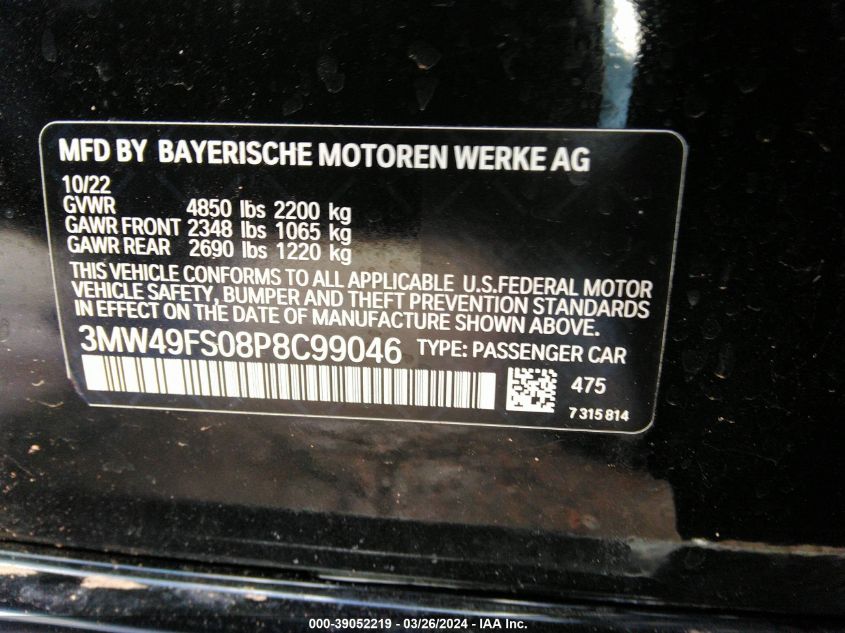 MFD BY BAYERISCHE MOTOREN WERKE AG
10/22
GVWR 4850 lbs 2200 kg
GAWR FRONT 2348 lbs 1065 kg
GAWR REAR 2690 lbs 1220 kg
THIS VEHICLE CONFORMS TO ALL APPLICABLE U.S.FEDERAL MOTOR
VEHICLE SAFETY, BUMPER AND THEFT PREVENTION STANDARDS
IN EFFECT ON THE DATE OF MANUFACTURE SHOWN ABOVE.
3MW49FS08P8C99046 TYPE: PASSENGER CAR
475
7 315 814
000-39052219 - 03/26/2024 - IAA Inc.